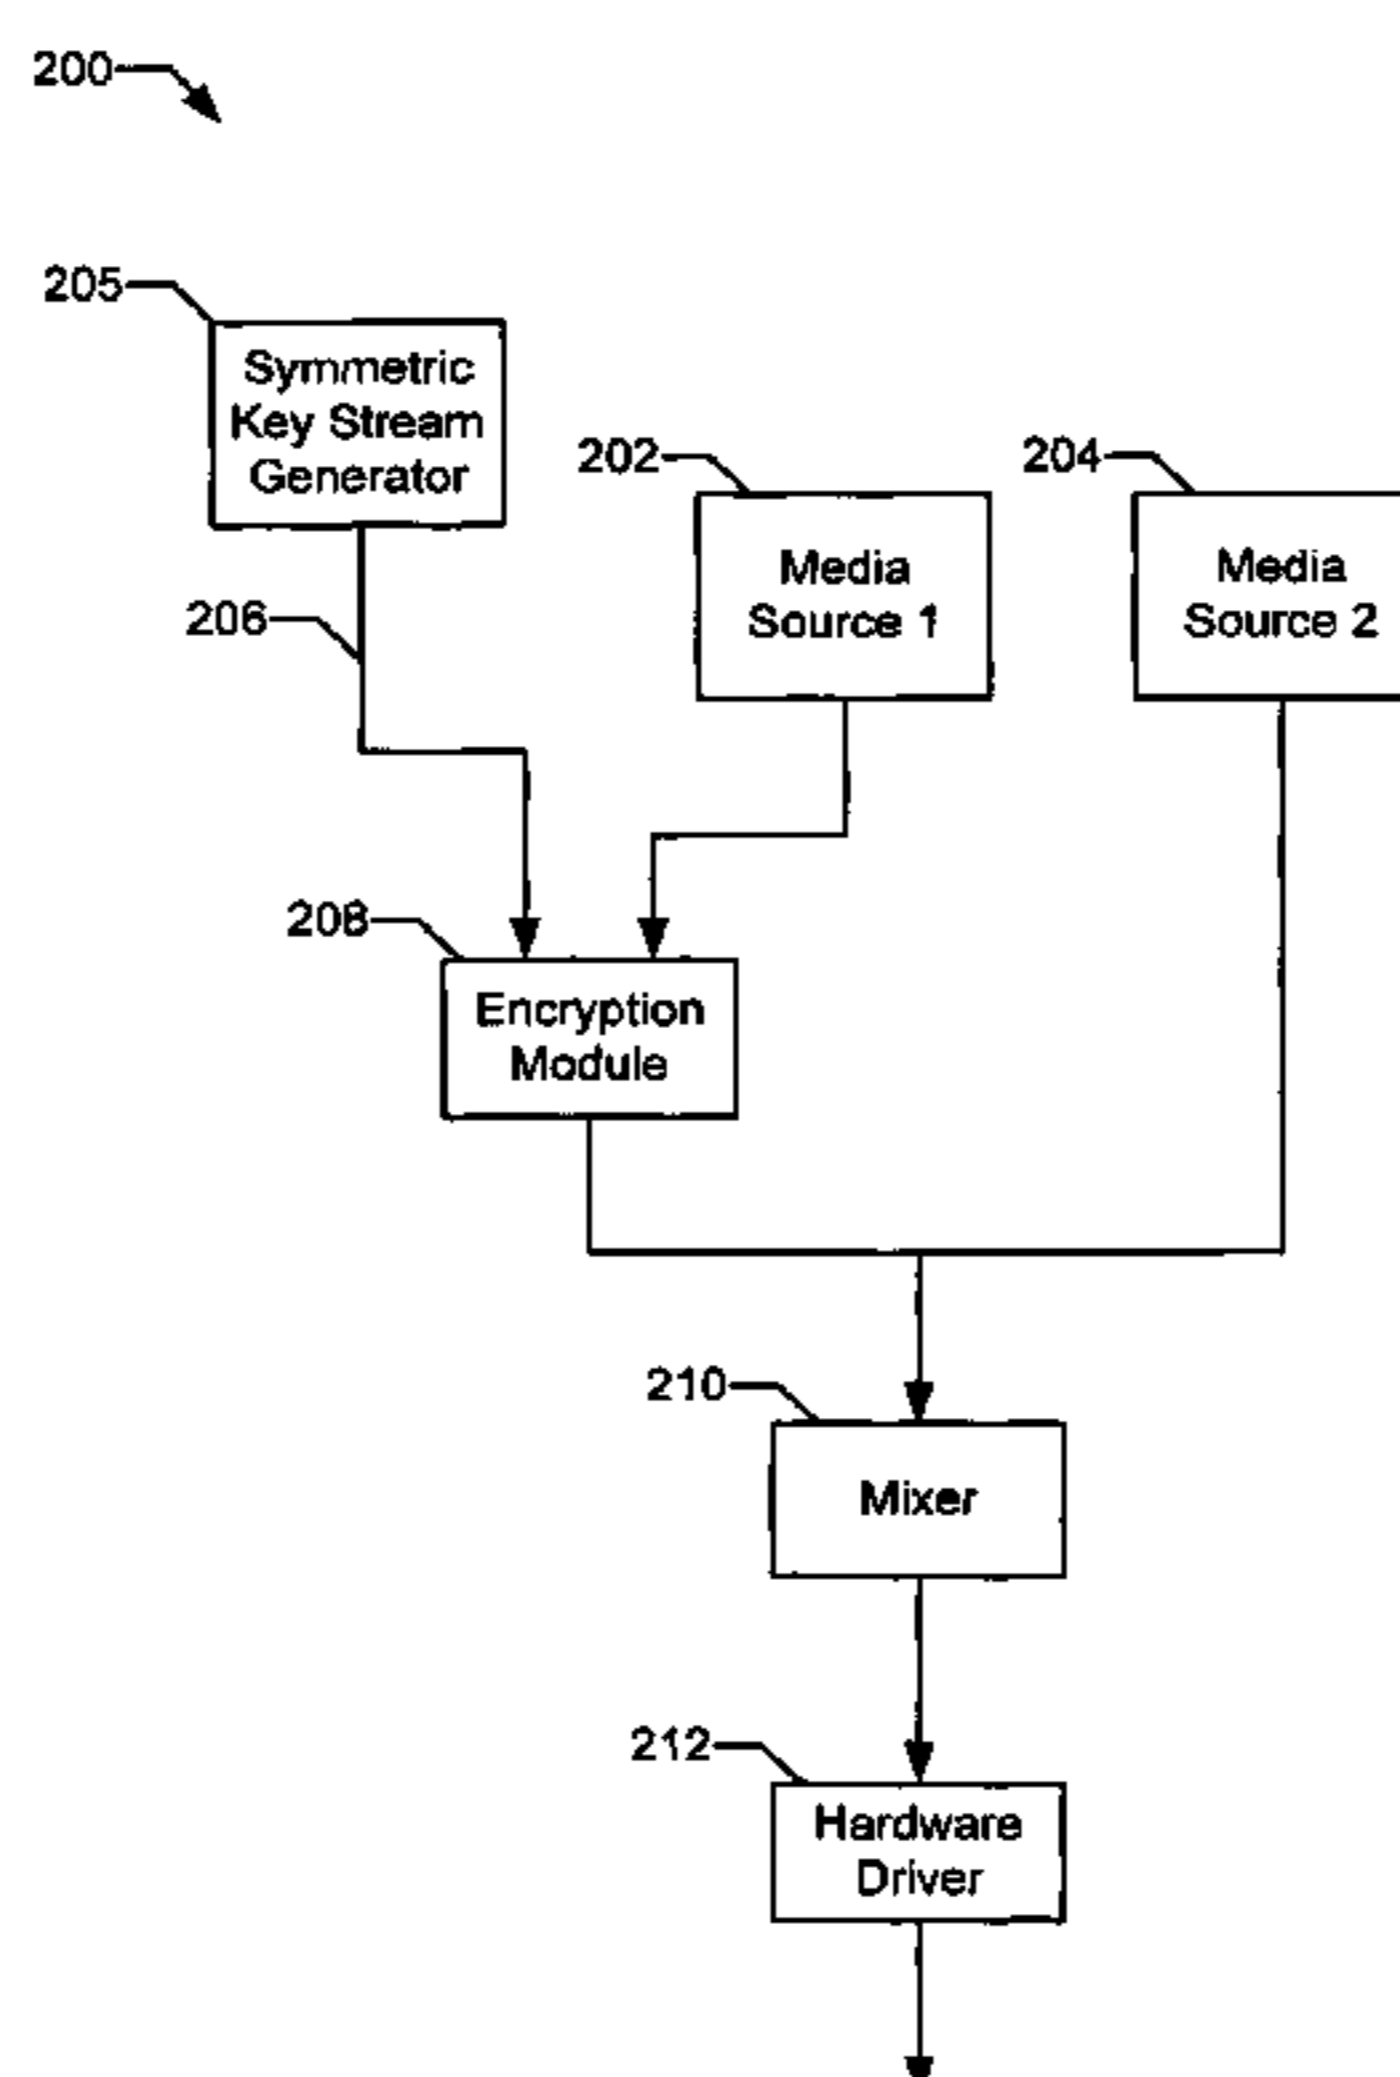 200
205
Symmetric
Key Stream
Generator
202
204
Media
Source 1
Media
Source 2
206
208
Encryption
Module
210
Mixer
212
Hardware
Driver